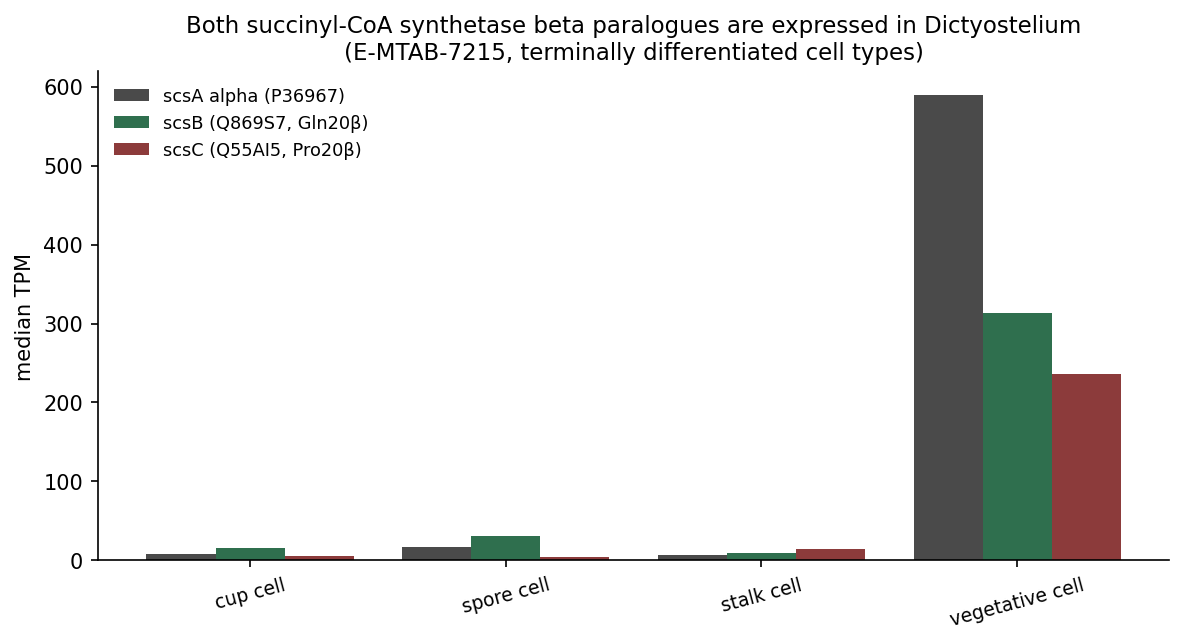 Both succinyl-CoA synthetase beta paralogues are expressed in Dictyostelium
(E-MTAB-7215, terminally differentiated cell types)
scsA alpha (P36967)
scsB (Q869S7, Gln20β)
scsC (Q55AI5, Pro20β)
median TPM
600
500
400
300
200
100
0
cup cell
spore cell
stalk cell
vegetative cell